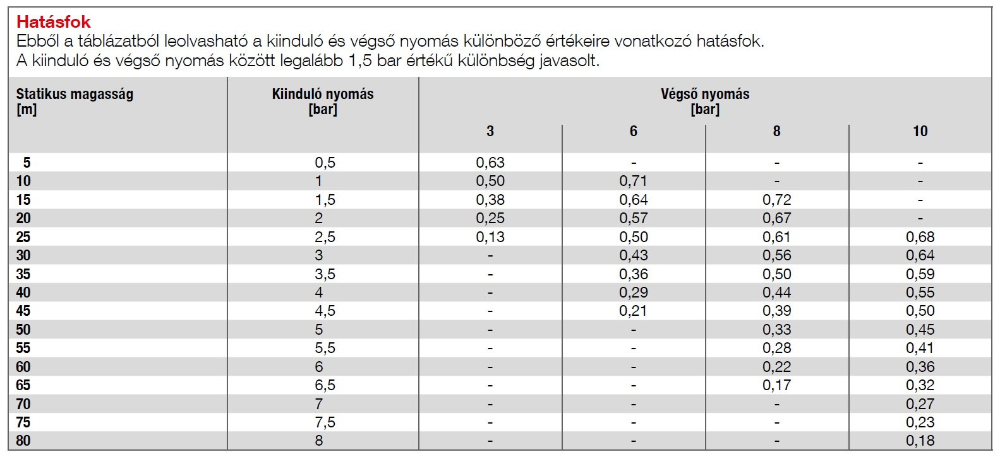 Hatásfok
Ebből a táblázatból leolvasható a kiinduló és végső nyomás különböző értékeire vonatkozó hatásfok.
A kiinduló és végső nyomás között legalább 1,5 bar értékű különbség javasolt.
Statikus magasság Kiinduló nyomás Végső nyomás
[m] [bar] [bar]
3 6 8 10
5 0,5 0,63 - - -
10 1 0,50 0,71 - -
15 1,5 0,38 0,64 0,72 -
20 2 0,25 0,57 0,67 -
25 2,5 0,13 0,50 0,61 0,68
30 3 - 0,43 0,56 0,64
35 3,5 - 0,36 0,50 0,59
40 4 - 0,29 0,44 0,55
45 4,5 - 0,21 0,39 0,50
50 5 - - 0,33 0,45
55 5,5 - - 0,28 0,41
60 6 - - 0,22 0,36
65 6,5 - - 0,17 0,32
70 7 - - - 0,27
75 7,5 - - - 0,23
80 8 - - - 0,18